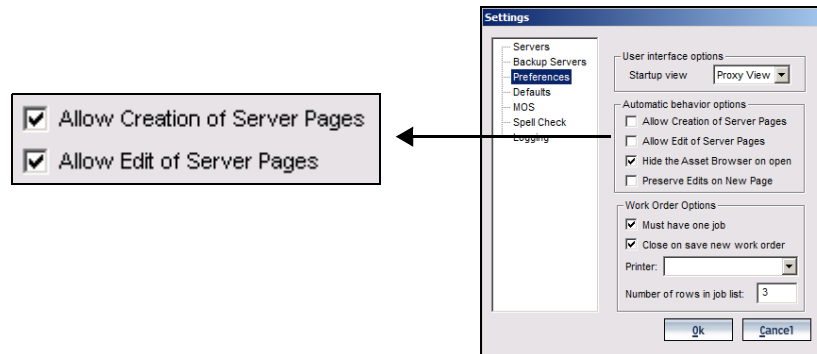 Allow Creation of Server Pages
Allow Edit of Server Pages
Settings
Servers
Backup Servers
Preferences
Defaults
MOS
Spell Check
Logging
User interface options
Startup view Proxy View
Automatic behavior options
Allow Creation of Server Pages
Allow Edit of Server Pages
Hide the Asset Browser on open
Preserve Edits on New Page
Work Order Options
Must have one job
Close on save new work order
Printer:
Number of rows in job list: 3
Ok Cancel